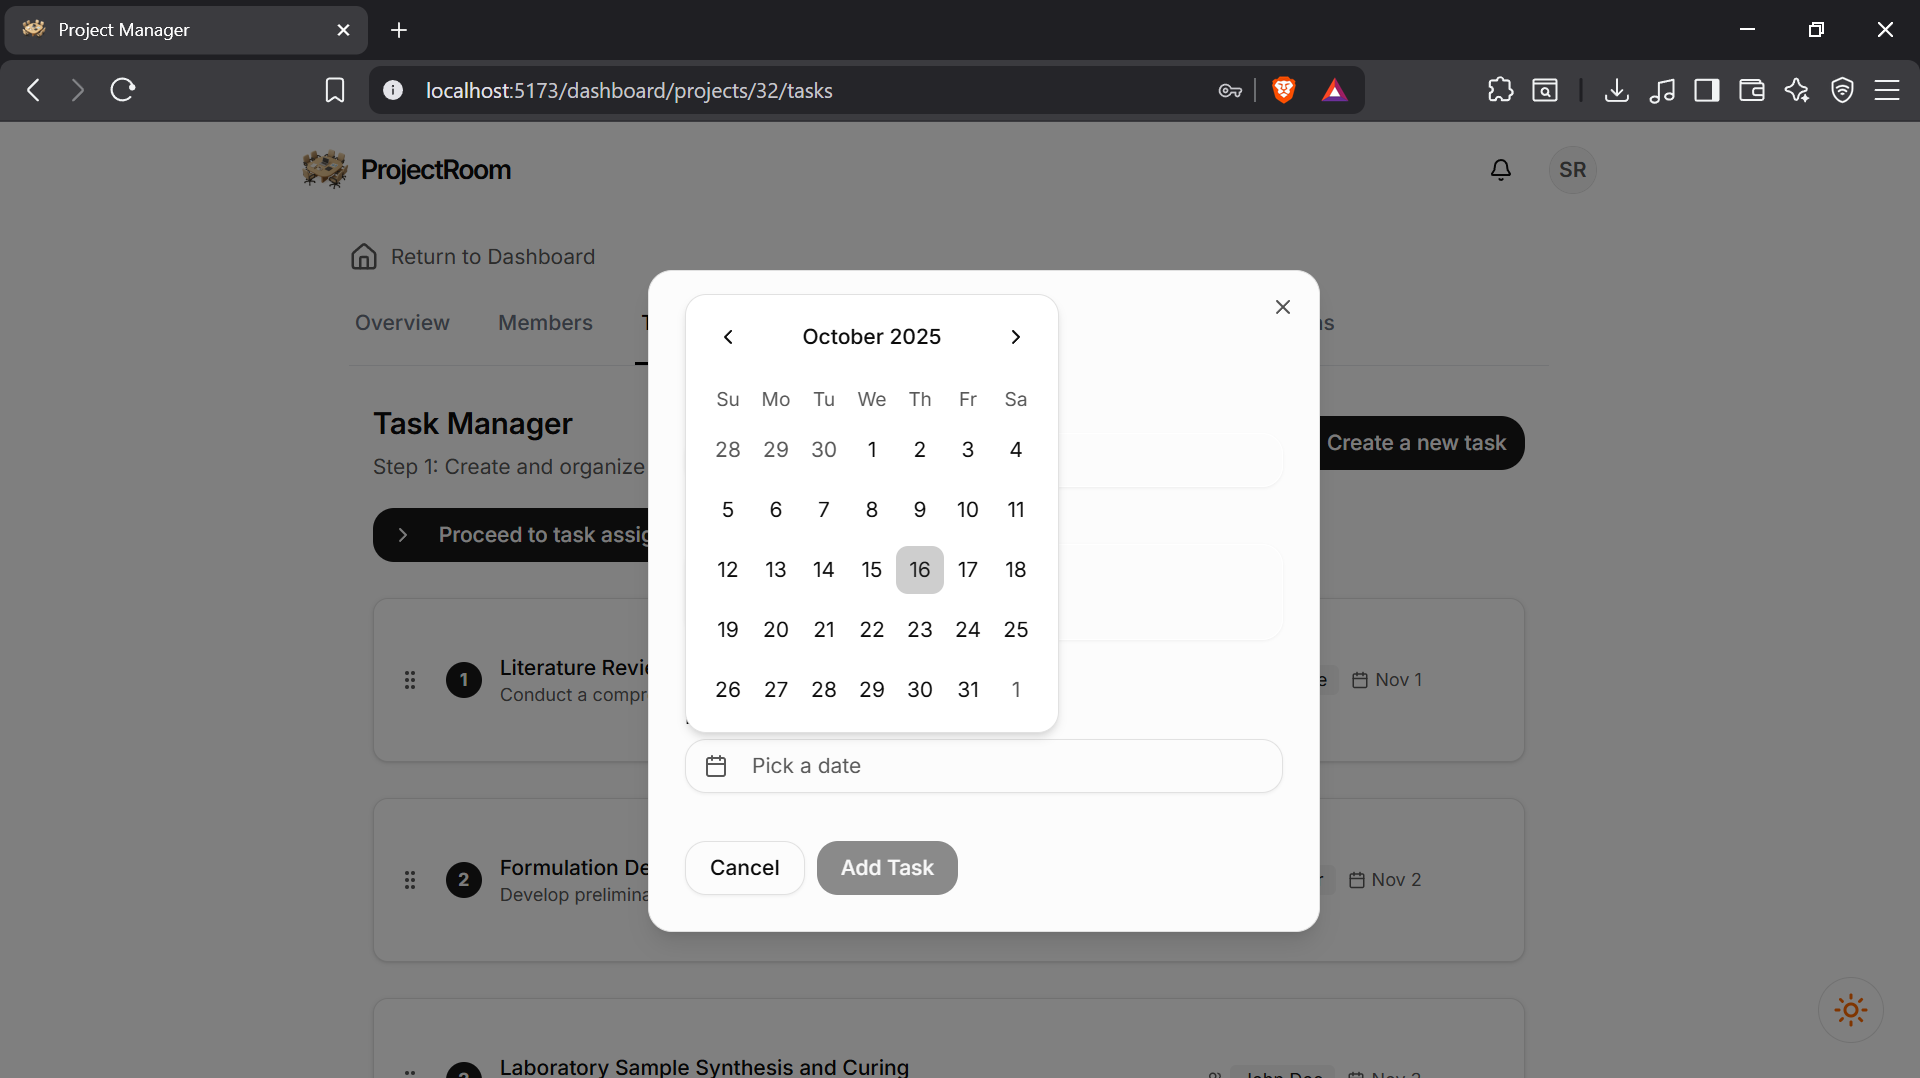 Project Manager
localhost:5173/dashboard/projects/32/tasks
ProjectRoom
SR
Return to Dashboard
Overview Members
Task Manager
Step 1: Create and organize
Create a new task
Proceed to task assig
October 2025
Su Mo Tu We Th Fr Sa
28 29 30 1 2 3 4
5 6 7 8 9 10 11
12 13 14 15 16 17 18
19 20 21 22 23 24 25
26 27 28 29 30 31 1
Pick a date
Cancel Add Task
1 Literature Revie
Conduct a compr
Nov 1
2 Formulation De
Develop prelimina
Nov 2
Laboratory Sample Synthesis and Curing